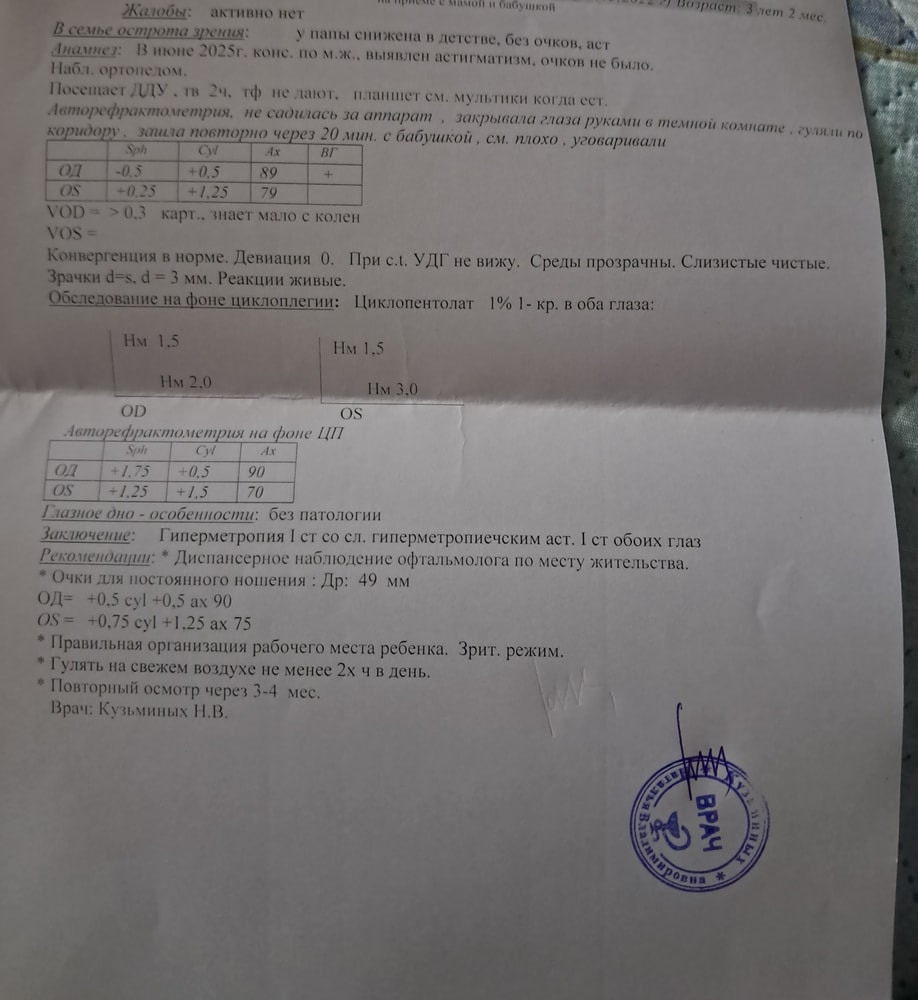 на приеме с мамой и бабушкой
Возраст: 3 лет 2 мес.
Жалобы: активно нет
В семье острота зрения: у папы снижена в детстве, без очков, аст
Анамнез: В июне 2025г. конс. по м.ж., выявлен астигматизм, очков не было.
Набл. ортопедом.
Посещает ДДУ , тв 2ч, тф не дают, планшет см. мультики когда ест.
Авторефрактометрия, не садилась за аппарат , закрывала глаза руками в темной комнате , гуляли по
коридору , зашла повторно через 20 мин. с бабушкой , см. плохо , уговаривали
Sph Cyl Ax ВГ
ОД -0,5 +0,5 89 +
OS +0,25 +1,25 79
VOD = > 0,3 карт., знает мало с колен
VOS =
Конвергенция в норме. Девиация 0. При c.t. УДГ не вижу. Среды прозрачны. Слизистые чистые.
Зрачки d=s, d = 3 мм. Реакции живые.
Обследование на фоне циклоплегии: Циклопентолат 1% 1- кр. в оба глаза:
Нм 1,5 Нм 1,5
Нм 2,0 Нм 3,0
OD OS
Авторефрактометрия на фоне ЦП
Sph Cyl Ax
ОД +1,75 +0,5 90
OS +1,25 +1,5 70
Глазное дно - особенности: без патологии
Заключение: Гиперметропия I ст со сл. гиперметропиечским аст. I ст обоих глаз
Рекомендации: * Диспансерное наблюдение офтальмолога по месту жительства.
* Очки для постоянного ношения : Др: 49 мм
ОД= +0,5 cyl +0,5 ax 90
OS = +0,75 cyl +1,25 ax 75
* Правильная организация рабочего места ребенка. Зрит. режим.
* Гулять на свежем воздухе не менее 2х ч в день.
* Повторный осмотр через 3-4 мес.
Врач: Кузьминых Н.В.
ВРАЧ
Кузьминых * Наталья Владимировна *